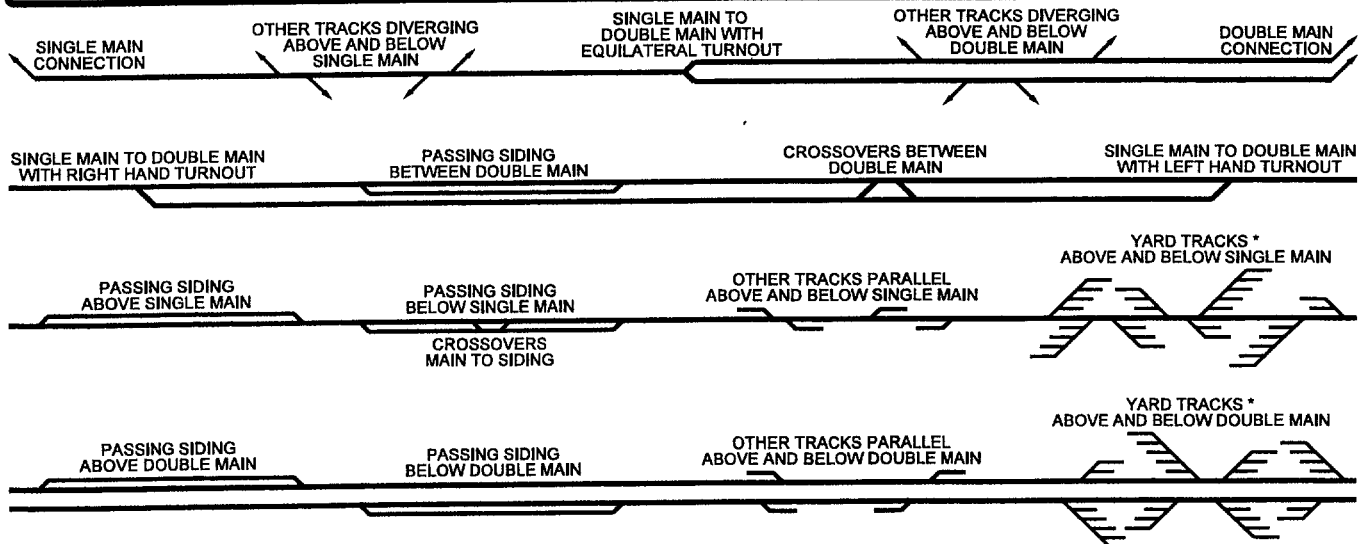 SINGLE MAIN
CONNECTION
OTHER TRACKS DIVERGING
ABOVE AND BELOW
SINGLE MAIN
SINGLE MAIN TO
DOUBLE MAIN WITH
EQUILATERAL TURNOUT
OTHER TRACKS DIVERGING
ABOVE AND BELOW
DOUBLE MAIN
DOUBLE MAIN
CONNECTION
SINGLE MAIN TO DOUBLE MAIN
WITH RIGHT HAND TURNOUT
PASSING SIDING
BETWEEN DOUBLE MAIN
CROSSOVERS BETWEEN
DOUBLE MAIN
SINGLE MAIN TO DOUBLE MAIN
WITH LEFT HAND TURNOUT
PASSING SIDING
ABOVE SINGLE MAIN
PASSING SIDING
BELOW SINGLE MAIN
CROSSOVERS
MAIN TO SIDING
OTHER TRACKS PARALLEL
ABOVE AND BELOW SINGLE MAIN
YARD TRACKS *
ABOVE AND BELOW SINGLE MAIN
PASSING SIDING
ABOVE DOUBLE MAIN
PASSING SIDING
BELOW DOUBLE MAIN
OTHER TRACKS PARALLEL
ABOVE AND BELOW DOUBLE MAIN
YARD TRACKS *
ABOVE AND BELOW DOUBLE MAIN